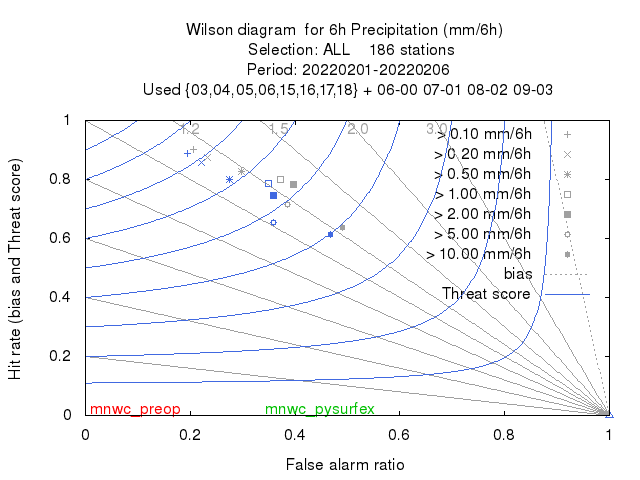 Wilson diagram  for 6h Precipitation (mm/6h)
Selection: ALL    186 stations
Period: 20220201-20220206
Used {03,04,05,06,15,16,17,18} + 06-00 07-01 08-02 09-03
1.2 1.5 2.0 3.0
> 0.10 mm/6h
> 0.20 mm/6h
> 0.50 mm/6h
> 1.00 mm/6h
> 2.00 mm/6h
> 5.00 mm/6h
> 10.00 mm/6h
bias
Threat score
Hit rate (bias and Threat score)
1
0.8
0.6
0.4
0.2
0
mnwc_preop mnwc_pysurfex
0 0.2 0.4 0.6 0.8 1
False alarm ratio